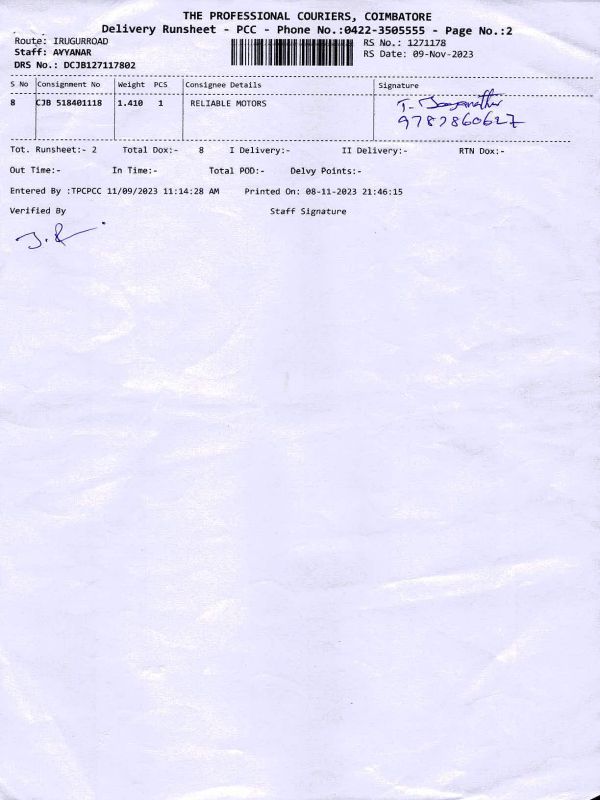 THE PROFESSIONAL COURIERS, COIMBATORE
Delivery Runsheet - PCC - Phone No.:0422-3505555 - Page No.:2
Route: IRUGURROAD
RS No.: 1271178
Staff: AYYANAR
RS Date: 09-Nov-2023
DRS No.: DCJB127117802
S No Consignment No Weight PCS Consignee Details Signature
8 CJB 518401118 1.410 1 RELIABLE MOTORS
9787860627
Tot. Runsheet:- 2 Total Dox:- 8 I Delivery:- II Delivery:- RTN Dox:-
Out Time:- In Time:- Total POD:- Delvy Points:-
Entered By :TPCPCC 11/09/2023 11:14:28 AM Printed On: 08-11-2023 21:46:15
Verified By Staff Signature